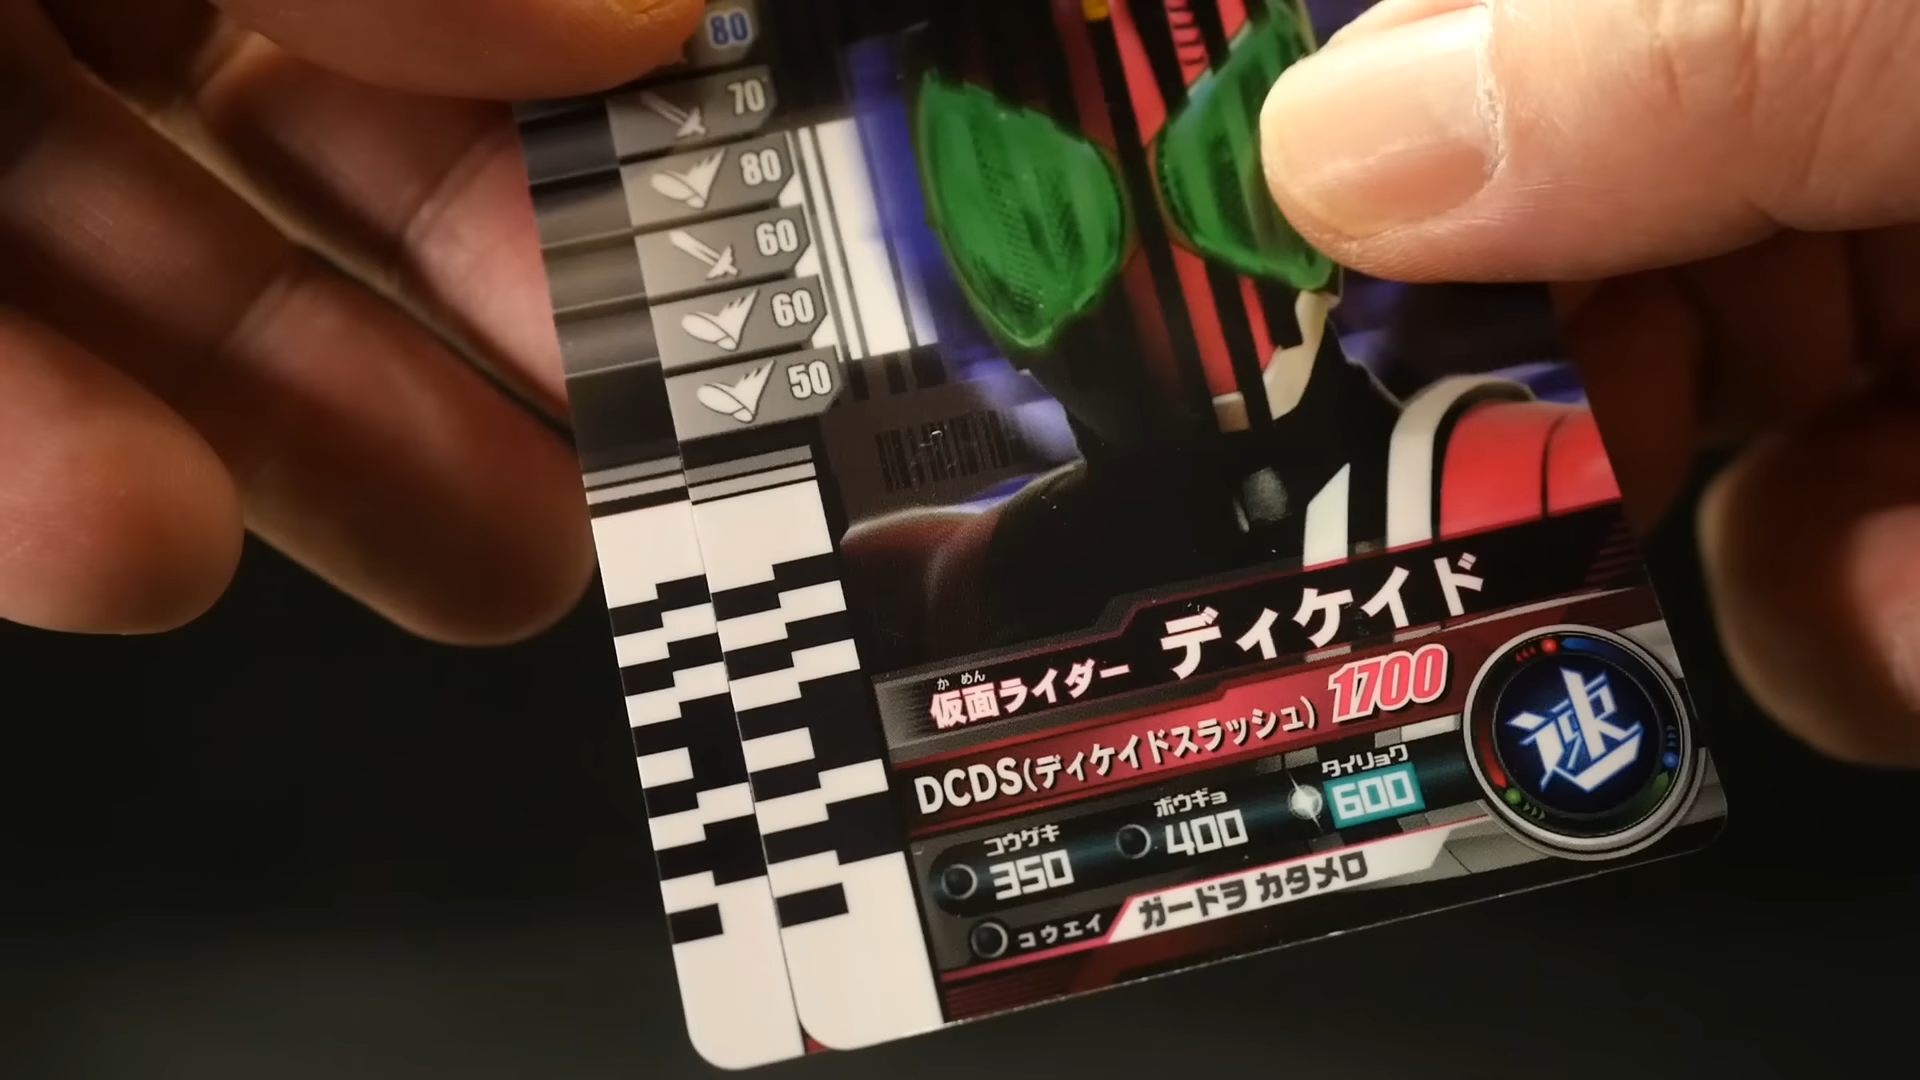 80
70
80
60
60
50
かめん
仮面ライダー ディケイド
DCDS(ディケイドスラッシュ) 1700
コウゲキ 350
ボウギョ 400
タイリョク 600
速
コウエイ ガードヲ カタメロ